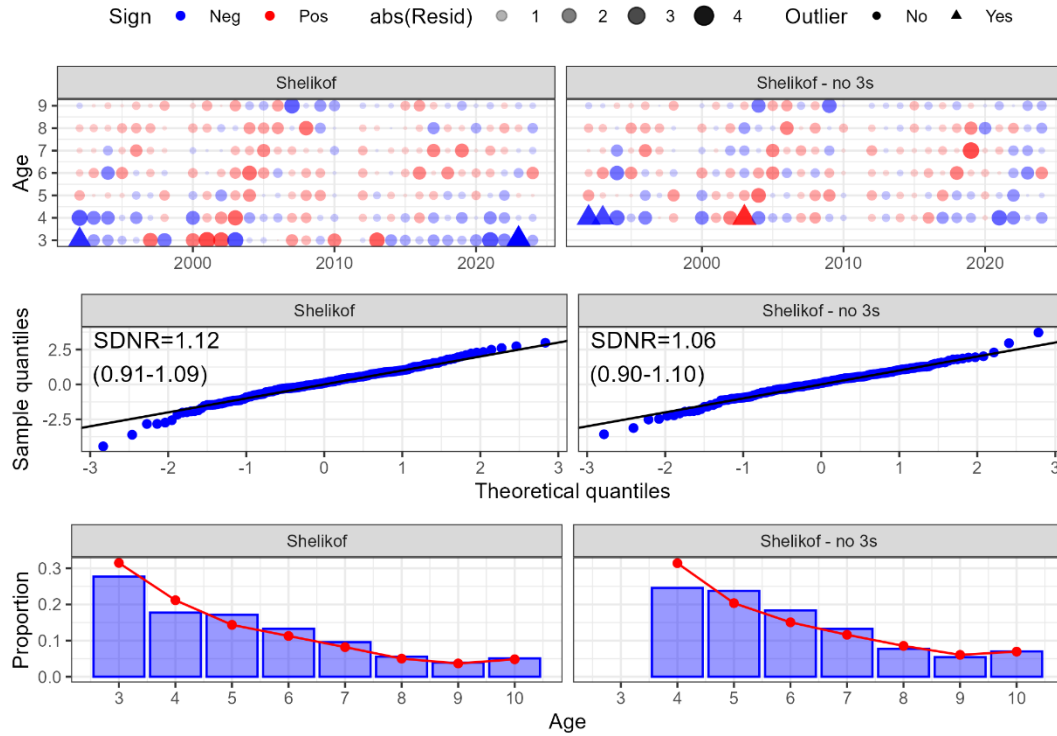 Sign Neg Pos abs(Resid) 1 2 3 4 Outlier No Yes
Shelikof Shelikof - no 3s
Age
9
8
7
6
5
4
3
2000 2010 2020 2000 2010 2020
Shelikof Shelikof - no 3s
Sample quantiles
2.5
0.0
-2.5
SDNR=1.12 SDNR=1.06
(0.91-1.09) (0.90-1.10)
-3 -2 -1 0 1 2 3 -3 -2 -1 0 1 2 3
Theoretical quantiles
Shelikof Shelikof - no 3s
Proportion
0.3
0.2
0.1
0.0
3 4 5 6 7 8 9 10 3 4 5 6 7 8 9 10
Age